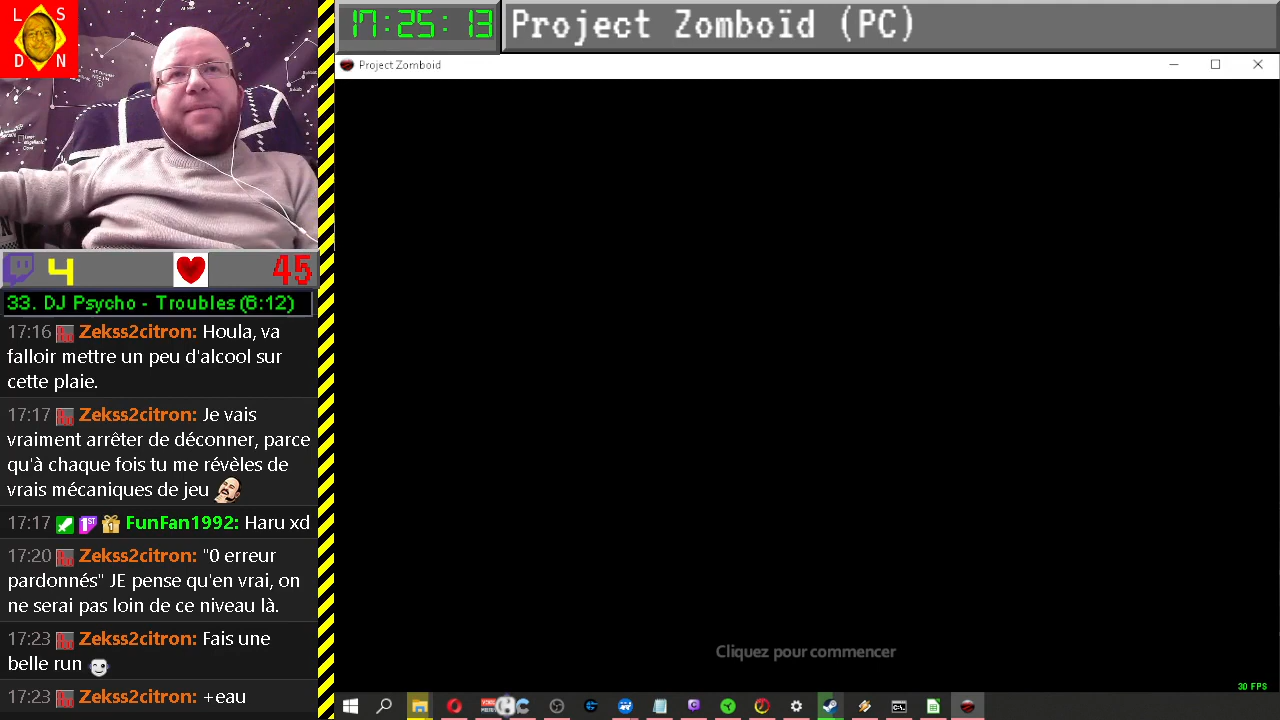 L S
D N
17:25:13
Project Zomboïd (PC)
Project Zomboid
4
45
33. DJ Psycho - Troubles (6:12)
17:16 Zekss2citron: Houla, va
falloir mettre un peu d'alcool sur
cette plaie.
17:17 Zekss2citron: Je vais
vraiment arrêter de déconner, parce
qu'à chaque fois tu me révèles de
vrais mécaniques de jeu
17:17 FunFan1992: Haru xd
17:20 Zekss2citron: "0 erreur
pardonnés" JE pense qu'en vrai, on
ne serai pas loin de ce niveau là.
17:23 Zekss2citron: Fais une
belle run
17:23 Zekss2citron: +eau
Cliquez pour commencer
30 FPS